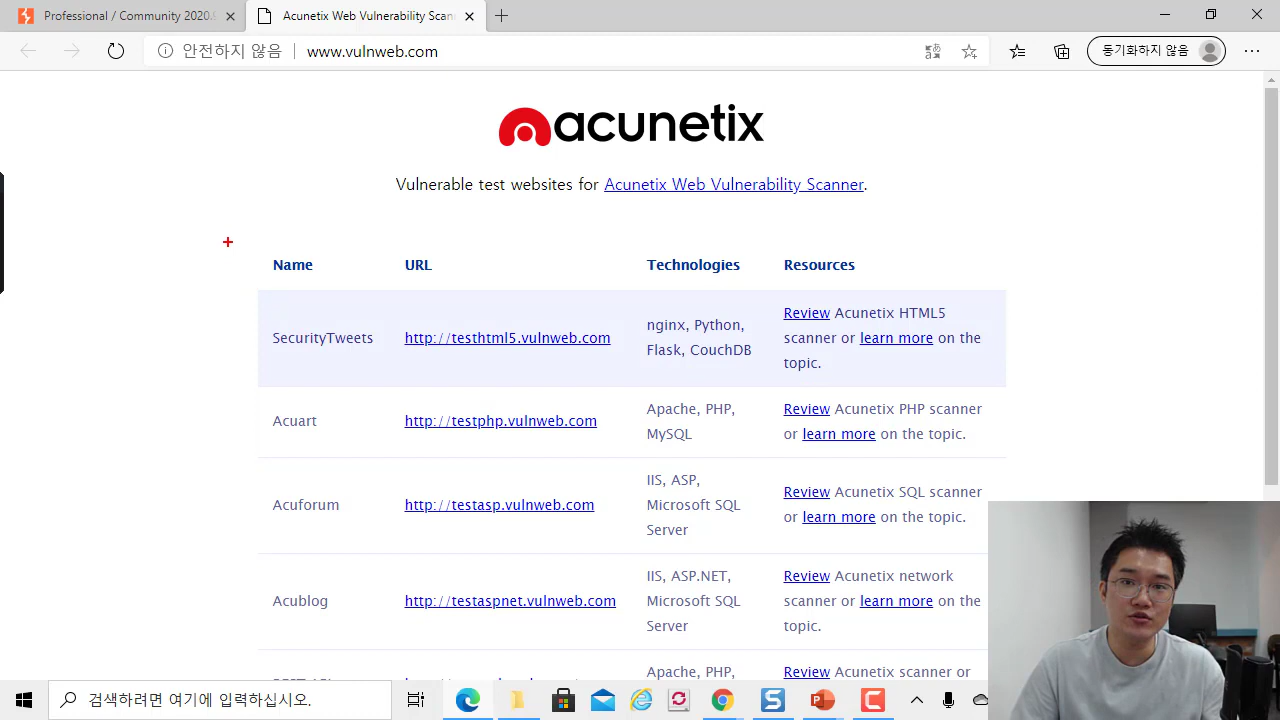 Professional / Community 2020.
Acunetix Web Vulnerability Scan
안전하지 않음
www.vulnweb.com
동기화하지 않음
acunetix
Vulnerable test websites for Acunetix Web Vulnerability Scanner.
Name URL Technologies Resources
SecurityTweets http://testhtml5.vulnweb.com nginx, Python, Flask, CouchDB Review Acunetix HTML5 scanner or learn more on the topic.
Acuart http://testphp.vulnweb.com Apache, PHP, MySQL Review Acunetix PHP scanner or learn more on the topic.
Acuforum http://testasp.vulnweb.com IIS, ASP, Microsoft SQL Server Review Acunetix SQL scanner or learn more on the topic.
Acublog http://testaspnet.vulnweb.com IIS, ASP.NET, Microsoft SQL Server Review Acunetix network scanner or learn more on the topic.
Apache, PHP, Review Acunetix scanner or
검색하려면 여기에 입력하십시오.